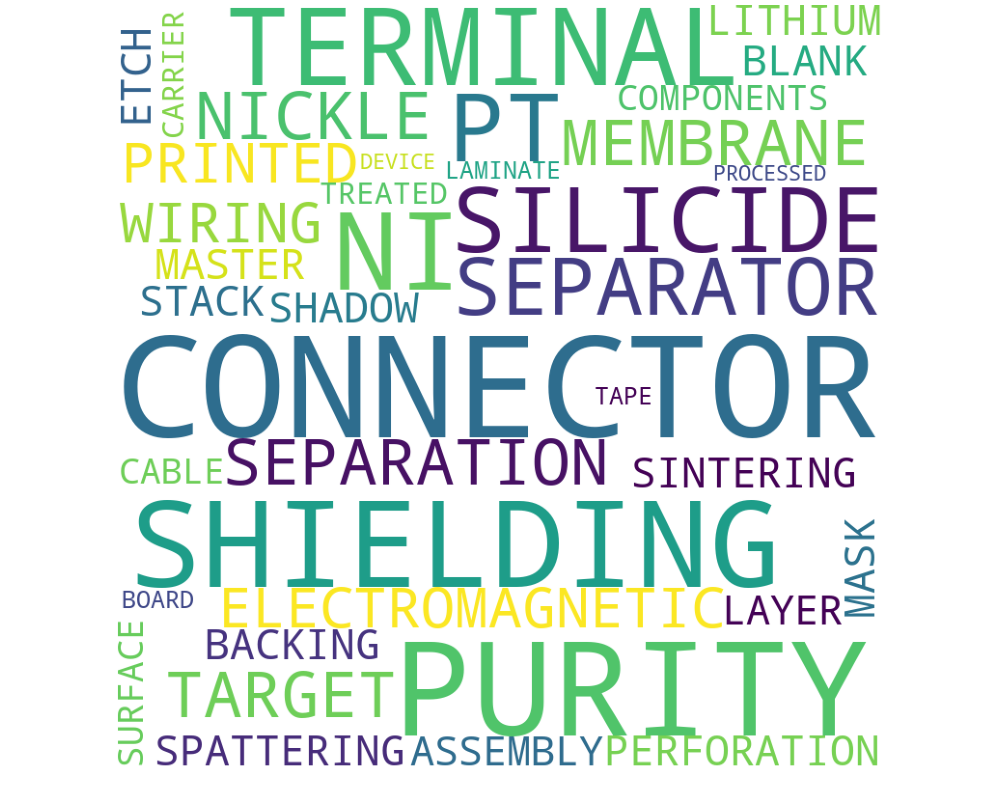 TERMINAL
LITHIUM
ETCH
CARRIER
BLANK
NICKLE
PT
COMPONENTS
MEMBRANE
PRINTED
DEVICE
LAMINATE
PROCESSED
TREATED
SILICIDE
WIRING
NI
MASTER
SEPARATOR
STACK
SHADOW
CONNECTOR
TAPE
SEPARATION
CABLE
SINTERING
SHIELDING
MASK
BOARD
ELECTROMAGNETIC
LAYER
SURFACE
BACKING
PURITY
TARGET
SPATTERING
ASSEMBLY
PERFORATION